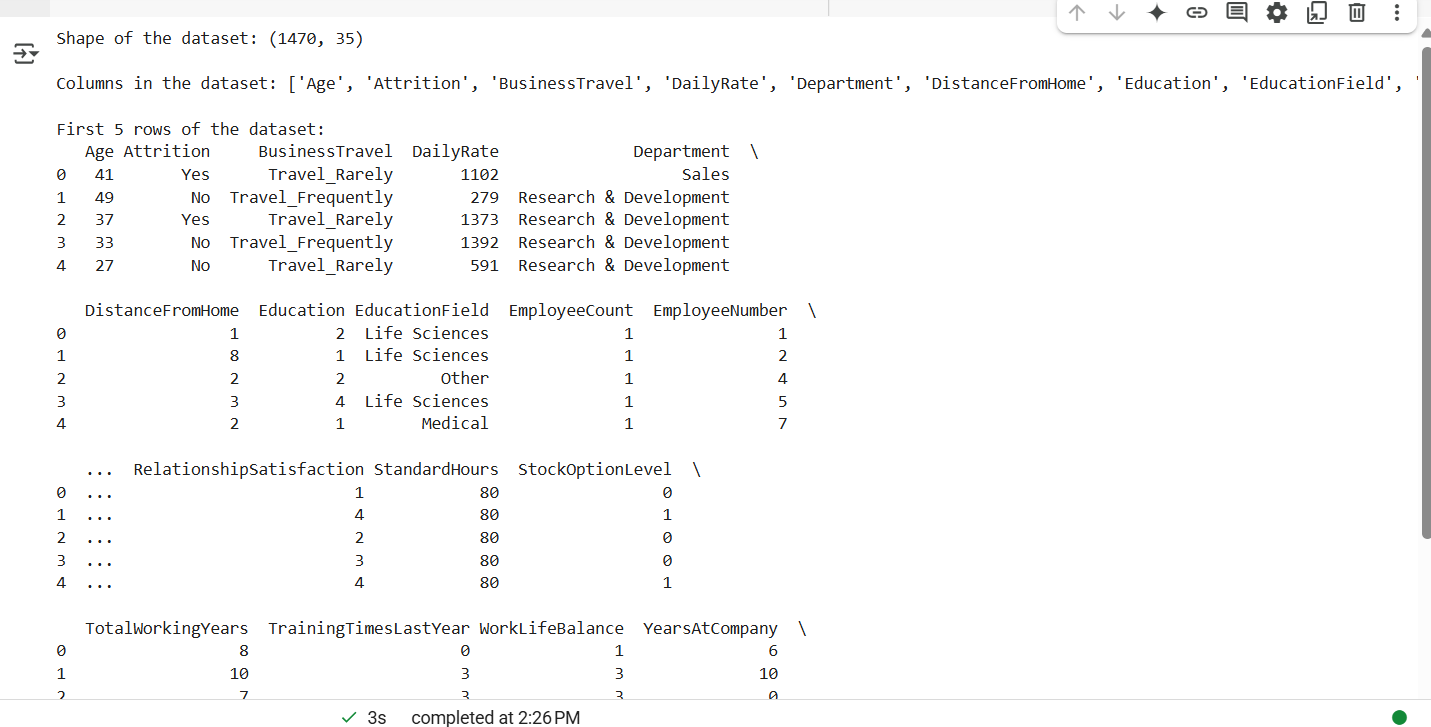 Shape of the dataset: (1470, 35)
Columns in the dataset: ['Age', 'Attrition', 'BusinessTravel', 'DailyRate', 'Department', 'DistanceFromHome', 'Education', 'EducationField', '
First 5 rows of the dataset:
   Age Attrition     BusinessTravel  DailyRate              Department  \
0   41       Yes      Travel_Rarely       1102                   Sales
1   49        No  Travel_Frequently        279  Research & Development
2   37       Yes      Travel_Rarely       1373  Research & Development
3   33        No  Travel_Frequently       1392  Research & Development
4   27        No      Travel_Rarely        591  Research & Development
   DistanceFromHome  Education EducationField  EmployeeCount  EmployeeNumber  \
0                 1          2  Life Sciences              1               1
1                 8          1  Life Sciences              1               2
2                 2          2          Other              1               4
3                 3          4  Life Sciences              1               5
4                 2          1        Medical              1               7
   ...  RelationshipSatisfaction StandardHours  StockOptionLevel  \
0  ...                         1            80                 0
1  ...                         4            80                 1
2  ...                         2            80                 0
3  ...                         3            80                 0
4  ...                         4            80                 1
   TotalWorkingYears  TrainingTimesLastYear WorkLifeBalance  YearsAtCompany  \
0                  8                      0               1               6
1                 10                      3               3              10
2                  7                      3               3               0
3s completed at 2:26 PM